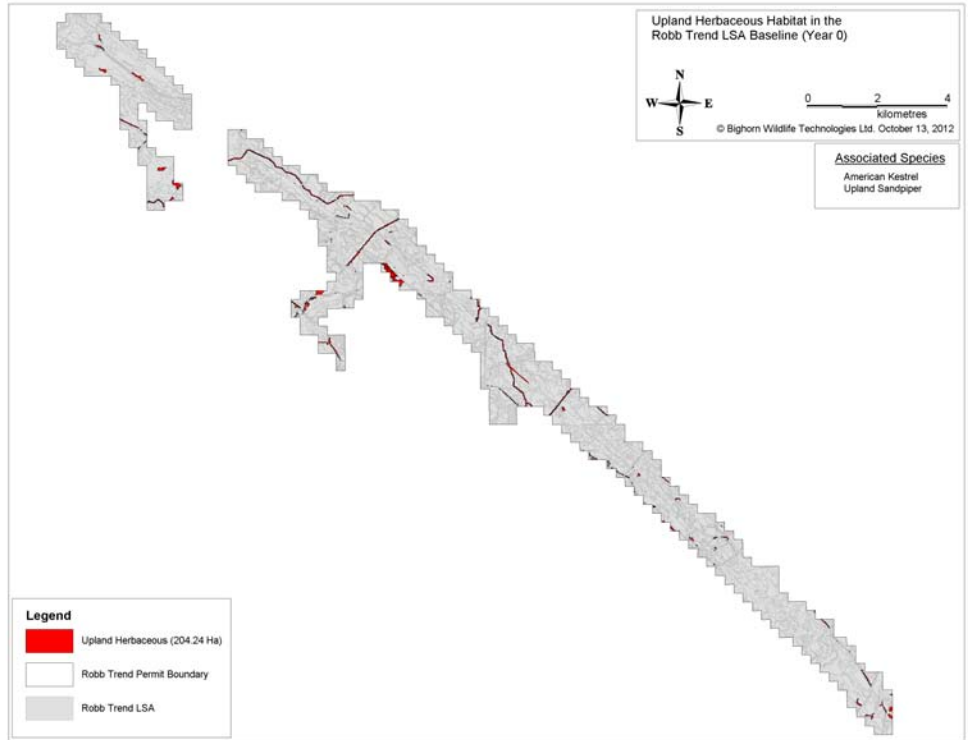 Upland Herbaceous Habitat in the
Robb Trend LSA Baseline (Year 0)
N
W E
S
0 2 4
kilometres
© Bighorn Wildlife Technologies Ltd. October 13, 2012
Associated Species
American Kestrel
Upland Sandpiper
Legend
Upland Herbaceous (204.24 Ha)
Robb Trend Permit Boundary
Robb Trend LSA